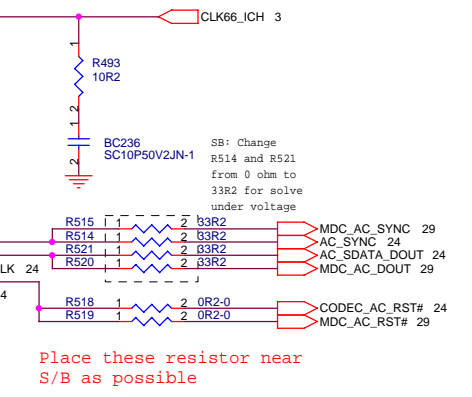 CLK66_ICH 3
1
R493
10R2
2
1
BC236
SC10P50V2JN-1
2
SB: Change
R514 and R521
from 0 ohm to
33R2 for solve
under voltage
R515 1 2 33R2 MDC_AC_SYNC 29
R514 1 2 33R2 AC_SYNC 24
R521 1 2 33R2 AC_SDATA_DOUT 24
LK 24 R520 1 2 33R2 MDC_AC_DOUT 29
4
R518 1 2 0R2-0 CODEC_AC_RST# 24
R519 1 2 0R2-0 MDC_AC_RST# 29
Place these resistor near
S/B as possible